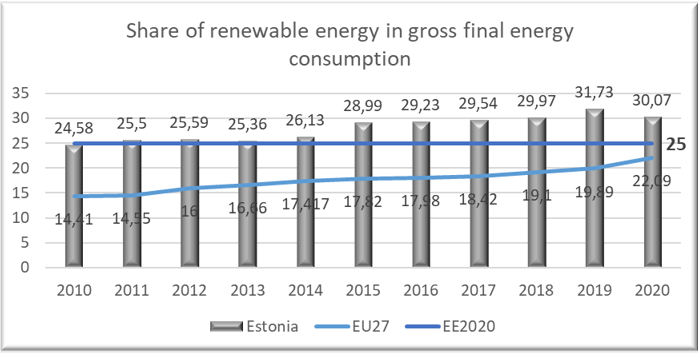 Share of renewable energy in gross final energy
consumption
35
30
25
20
15
10
5
0
24,58 25,5 25,59 25,36 26,13 28,99 29,23 29,54 29,97 31,73 30,07
25
14,41 14,55 16 16,66 17,417 17,82 17,98 18,42 19,1 19,89 22,09
2010 2011 2012 2013 2014 2015 2016 2017 2018 2019 2020
Estonia EU27 EE2020